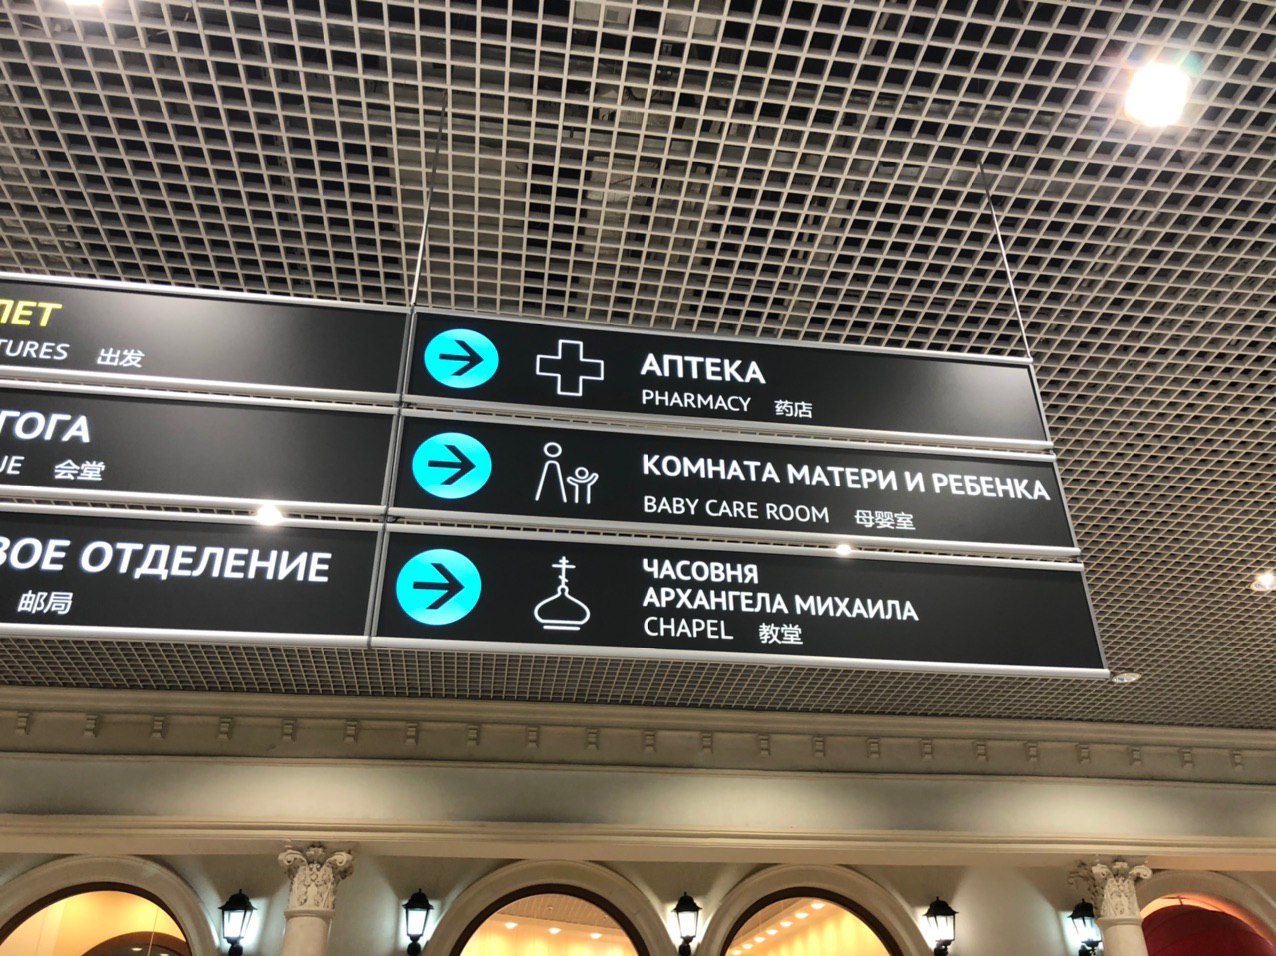 ЛЕТ
TURES 出发
ГОГА
UE 会堂
ВОЕ ОТДЕЛЕНИЕ
邮局
АПТЕКА
PHARMACY 药店
КОМНАТА МАТЕРИ И РЕБЕНКА
BABY CARE ROOM 母婴室
ЧАСОВНЯ
АРХАНГЕЛА МИХАИЛА
CHAPEL 教堂